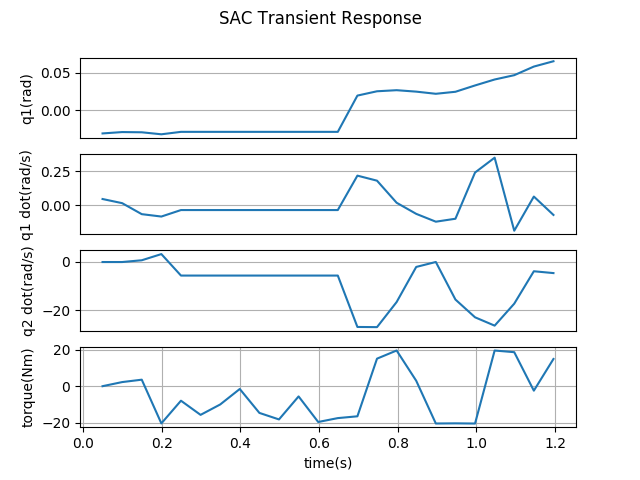 SAC Transient Response
0.05
0.00
q1(rad)
0.25
0.00
q1 dot(rad/s)
0
−20
q2 dot(rad/s)
20
0
−20
torque(Nm)
0.0 0.2 0.4 0.6 0.8 1.0 1.2
time(s)